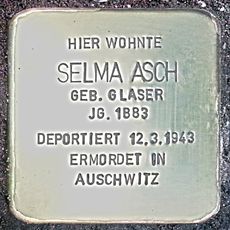 HIER WOHNTE
SELMA ASCH
GEB. GLASER
JG. 1883
DEPORTIERT 12.3.1943
ERMORDET IN
AUSCHWITZ